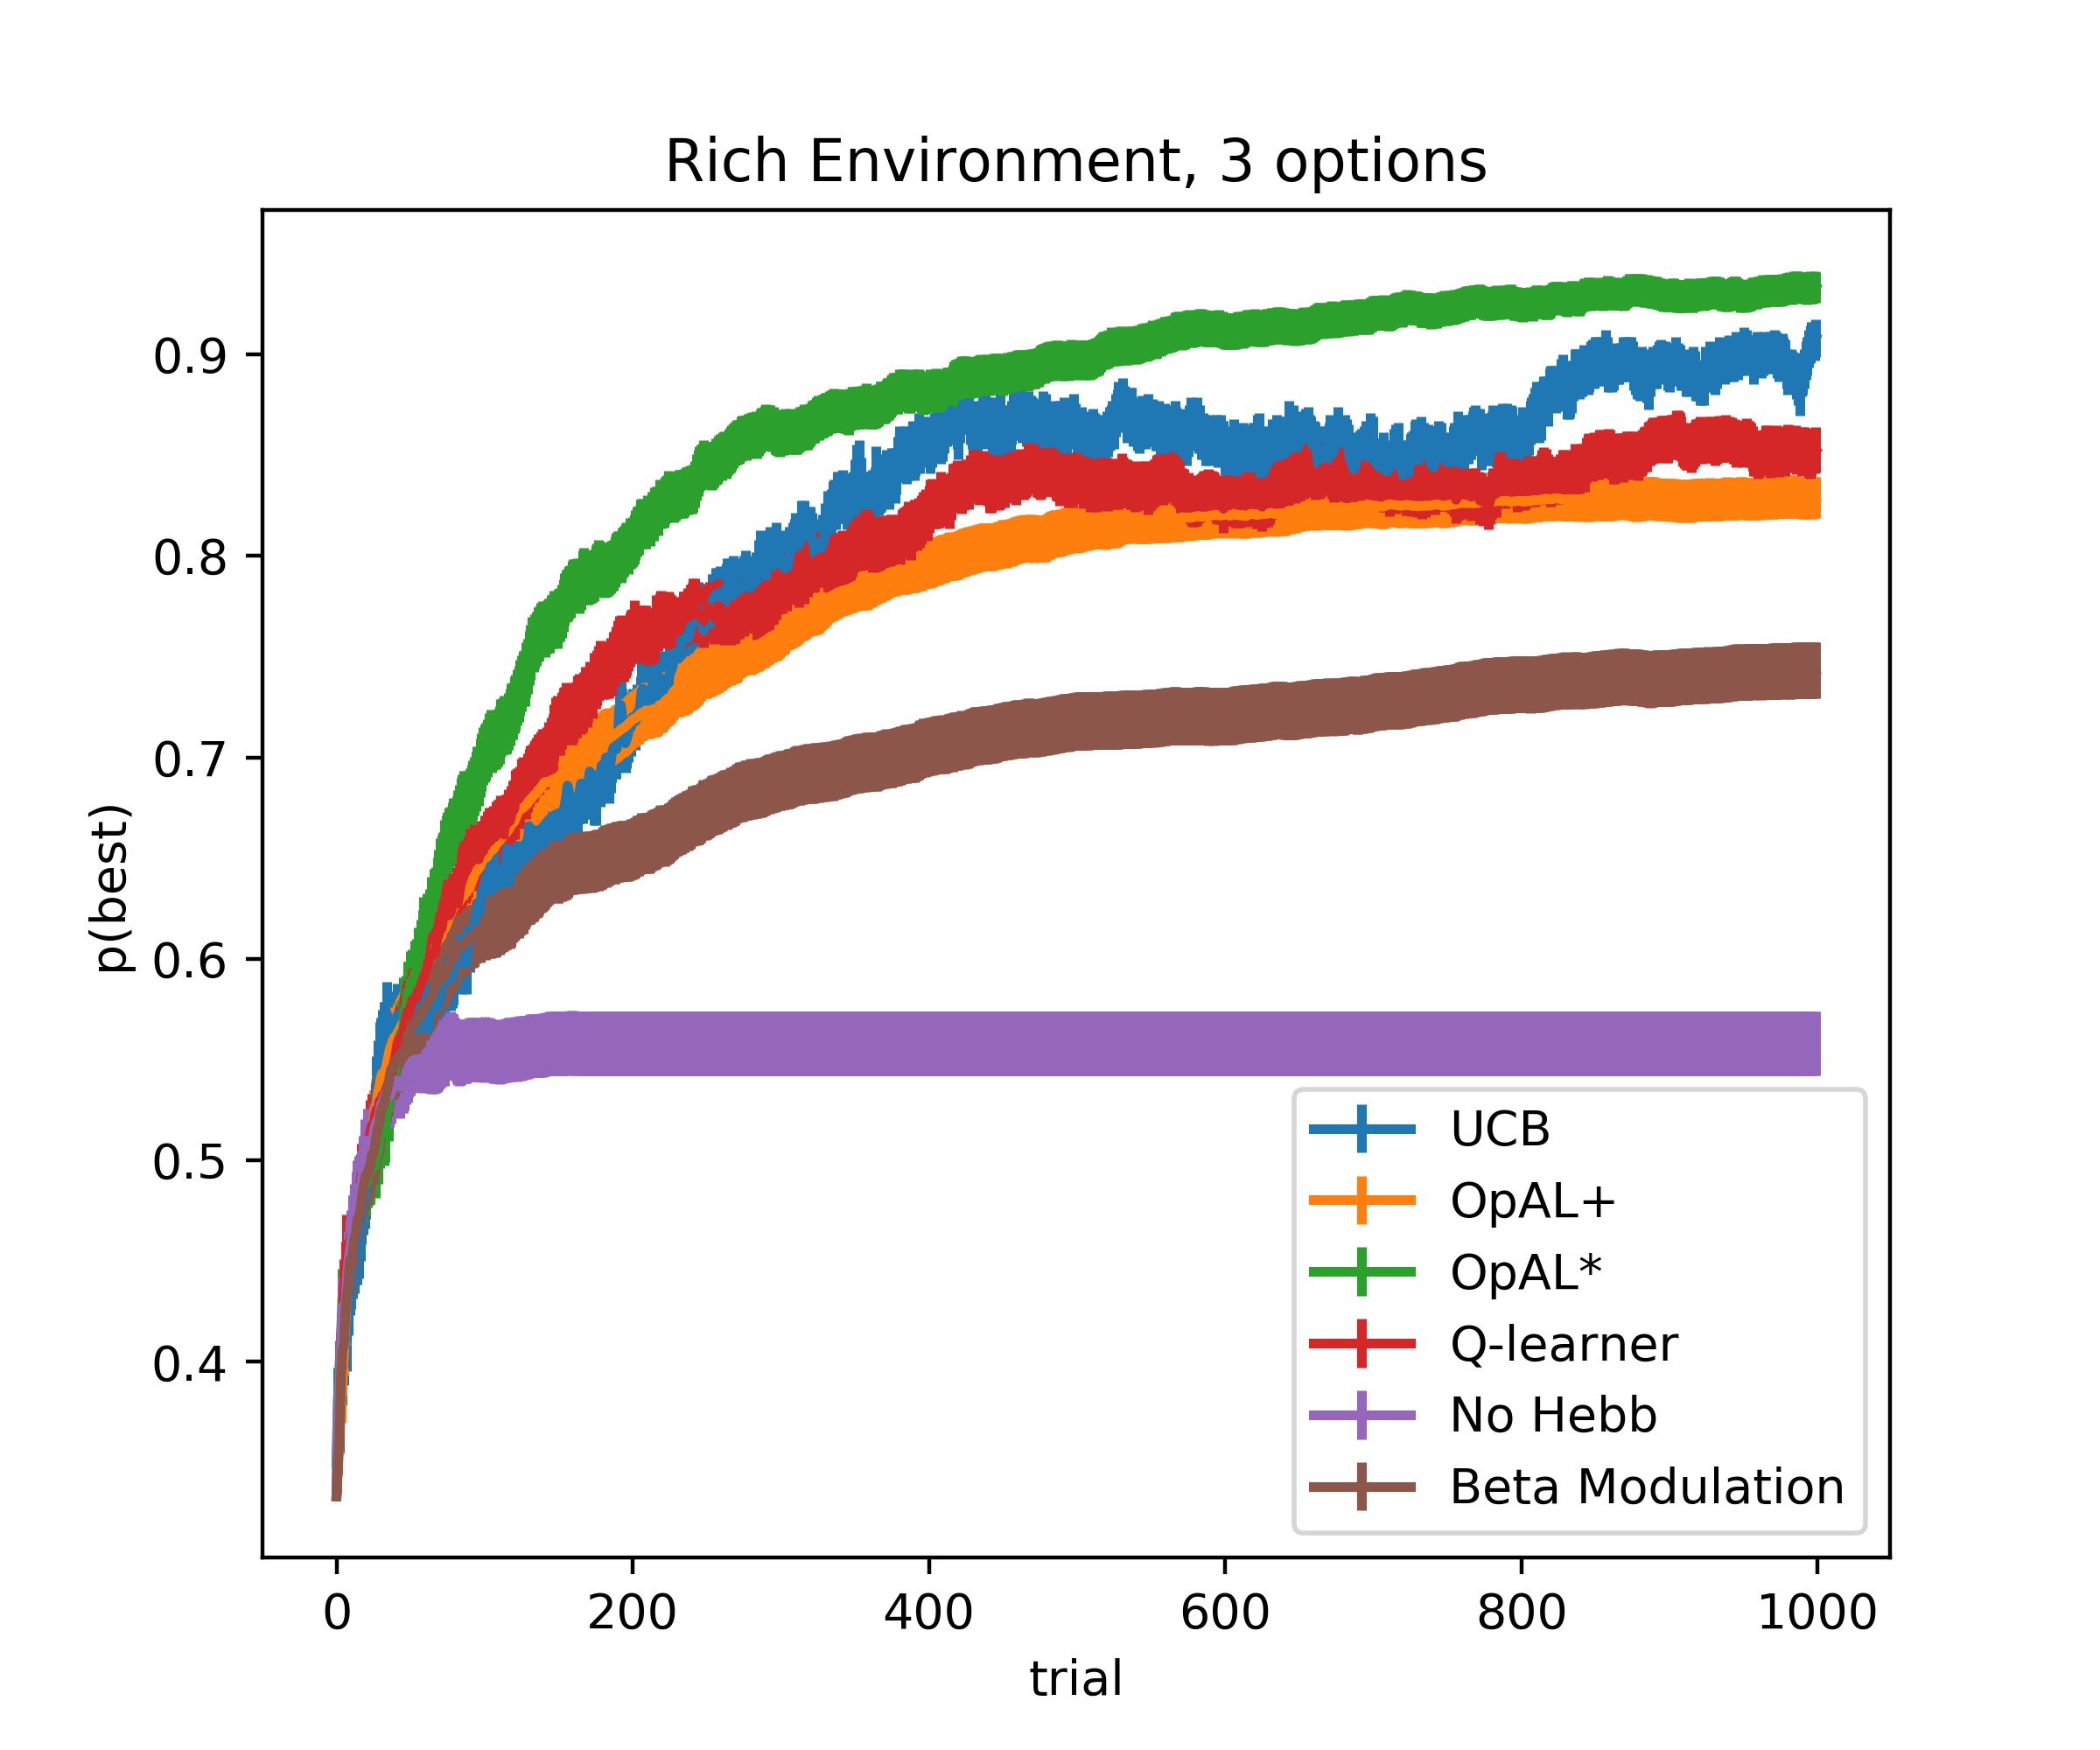 Rich Environment, 3 options
p(best)
0.9
0.8
0.7
0.6
0.5
0.4
UCB
OpAL+
OpAL*
Q-learner
No Hebb
Beta Modulation
0 200 400 600 800 1000
trial